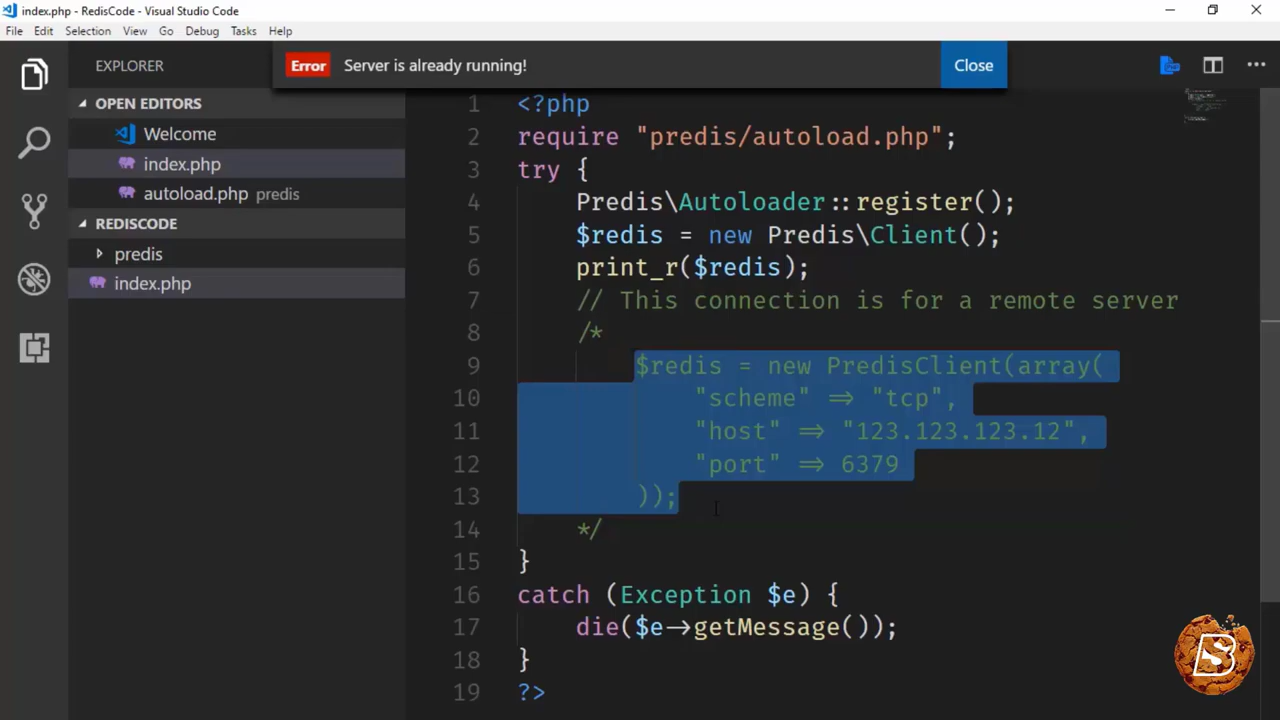 index.php - RedisCode - Visual Studio Code
File Edit Selection View Go Debug Tasks Help
EXPLORER
Error Server is already running! Close
OPEN EDITORS
Welcome
index.php
autoload.php predis
REDISCODE
predis
index.php
1 <?php
2 require "predis/autoload.php";
3 try {
4 Predis\Autoloader::register();
5 $redis = new Predis\Client();
6 print_r($redis);
7 // This connection is for a remote server
8 /*
9 $redis = new PredisClient(array(
10 "scheme" => "tcp",
11 "host" => "123.123.123.12",
12 "port" => 6379
13 ));
14 */
15 }
16 catch (Exception $e) {
17 die($e->getMessage());
18 }
19 ?>